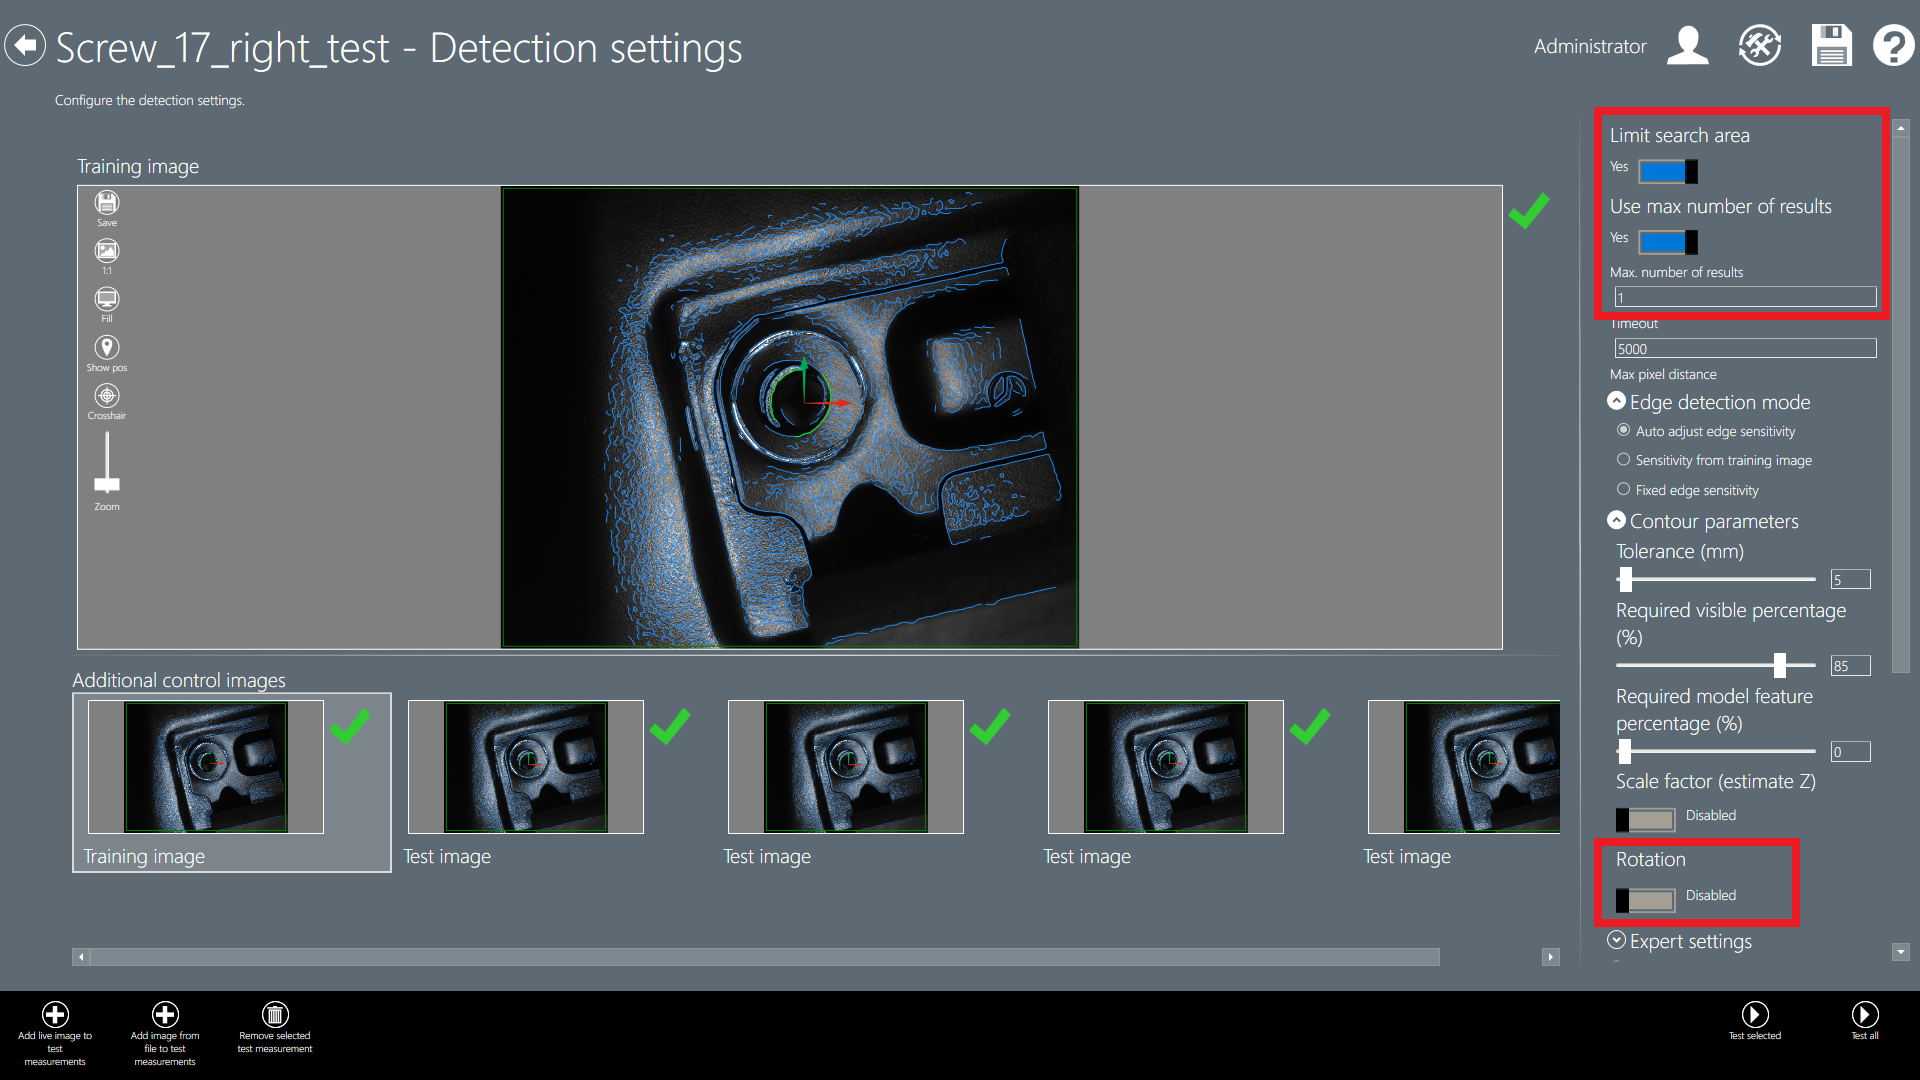 Screw_17_right_test - Detection settings
Administrator
Configure the detection settings.
Training image
Save
1:1
Fill
Show pos
Crosshair
Zoom
Additional control images
Training image
Test image
Test image
Test image
Test image
Limit search area
Yes
Use max number of results
Yes
Max. number of results
1
Timeout
5000
Max pixel distance
Edge detection mode
Auto adjust edge sensitivity
Sensitivity from training image
Fixed edge sensitivity
Contour parameters
Tolerance (mm)
5
Required visible percentage
(%)
85
Required model feature
percentage (%)
0
Scale factor (estimate Z)
Disabled
Rotation
Disabled
Expert settings
Add live image to
test
measurements
Add image from
file to test
measurements
Remove selected
test measurement
Test selected
Test all